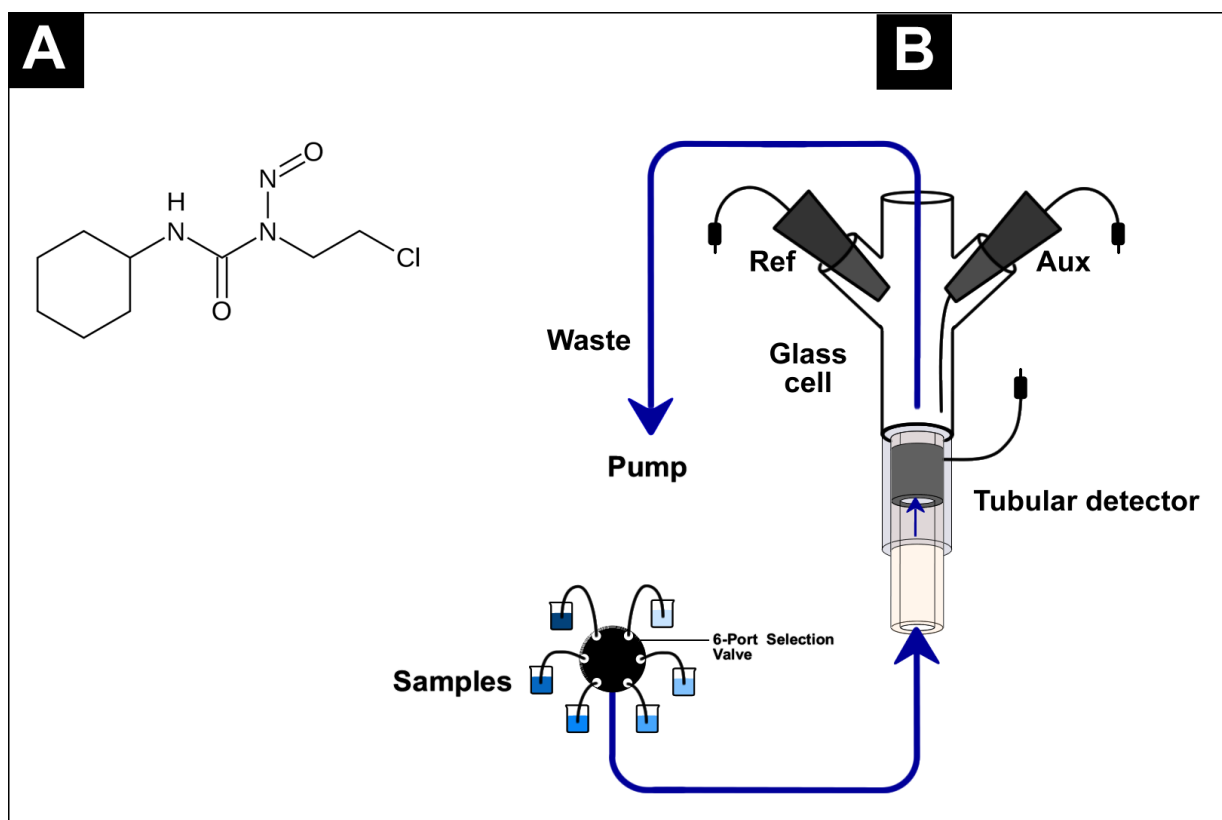 A
B
O
N
H
N
N
Cl
O
Ref
Aux
Waste
Glass
cell
Pump
Tubular detector
6-Port Selection
Valve
Samples